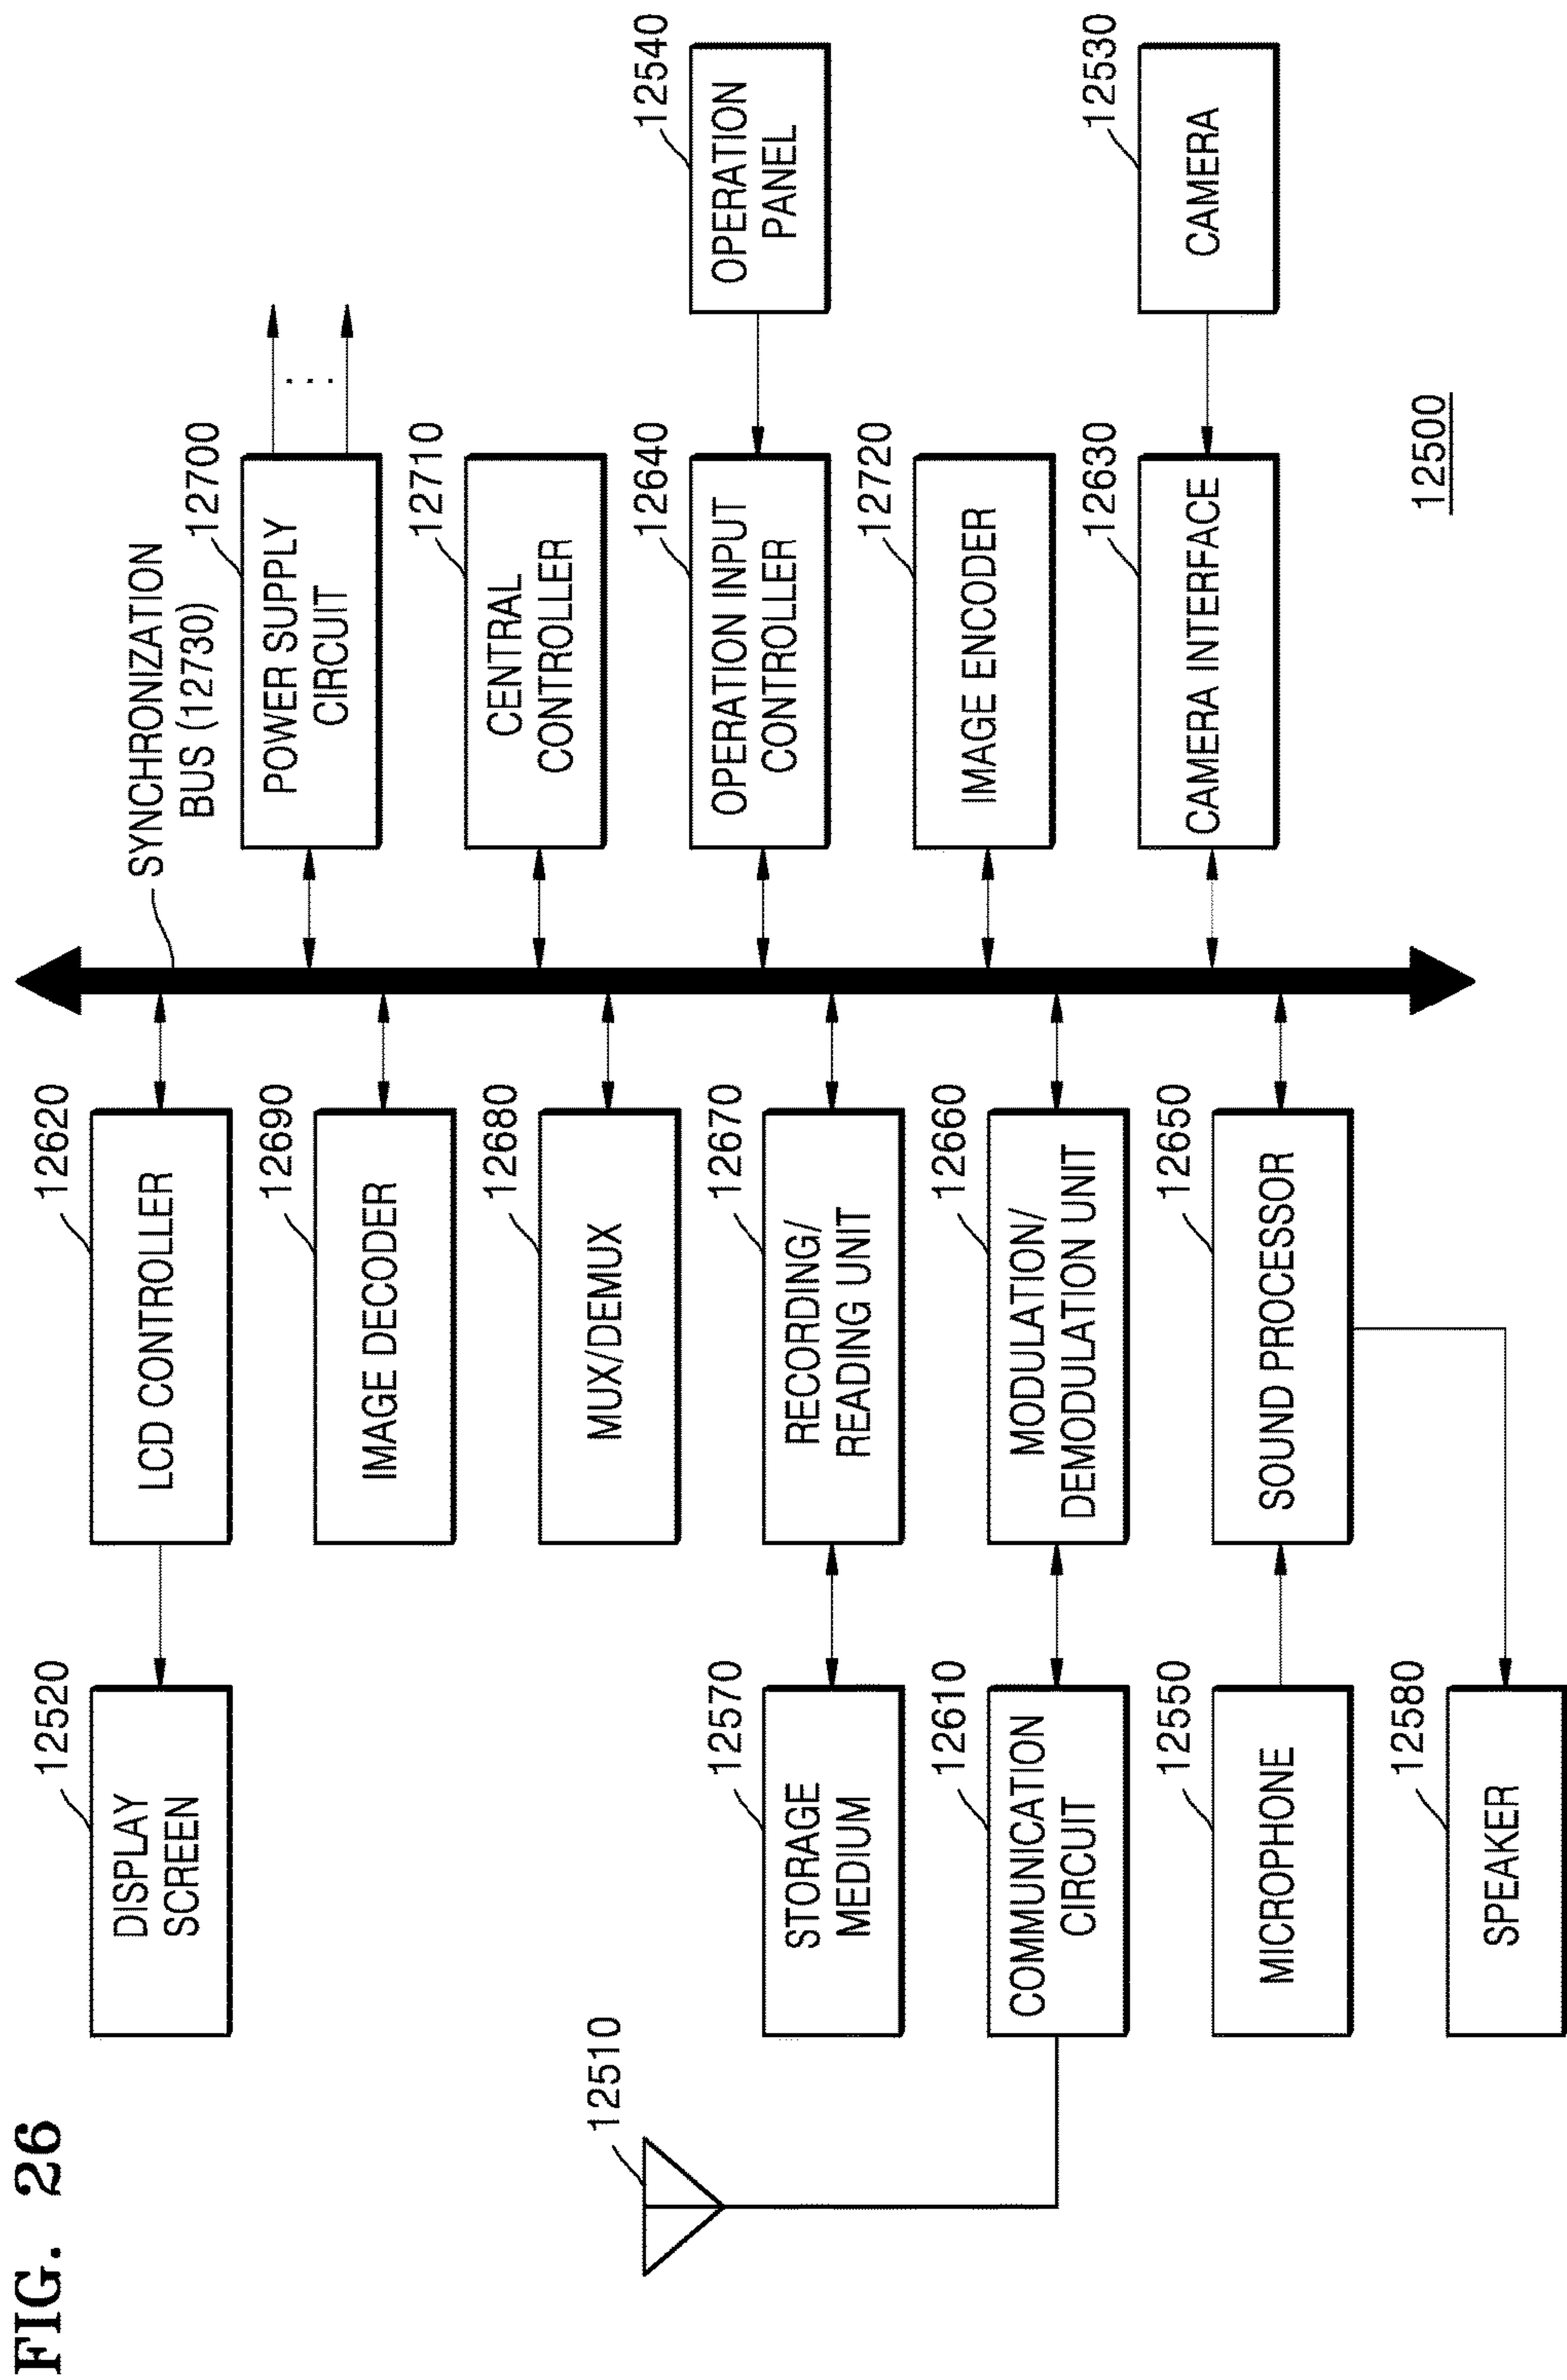 FIG. 26
12510
12520
DISPLAY
SCREEN
12620
LCD CONTROLLER
12690
IMAGE DECODER
12680
MUX/DEMUX
12570
STORAGE
MEDIUM
12670
RECORDING/
READING UNIT
12610
COMMUNICATION
CIRCUIT
12660
MODULATION/
DEMODULATION UNIT
12550
MICROPHONE
12650
SOUND PROCESSOR
12580
SPEAKER
SYNCHRONIZATION
BUS (12730)
12700
POWER SUPPLY
CIRCUIT
...
12710
CENTRAL
CONTROLLER
12640
OPERATION INPUT
CONTROLLER
12540
OPERATION
PANEL
12720
IMAGE ENCODER
12630
CAMERA INTERFACE
12530
CAMERA
12500